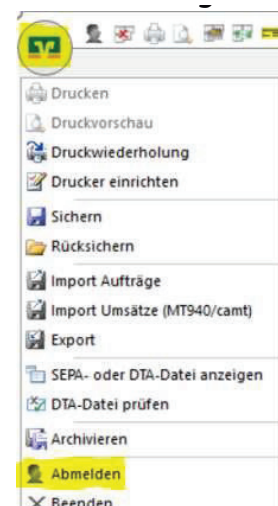 Drucken
Druckvorschau
Druckwiederholung
Drucker einrichten
Sichern
Rücksichern
Import Aufträge
Import Umsätze (MT940/camt)
Export
SEPA- oder DTA-Datei anzeigen
DTA-Datei prüfen
Archivieren
Abmelden
Beenden